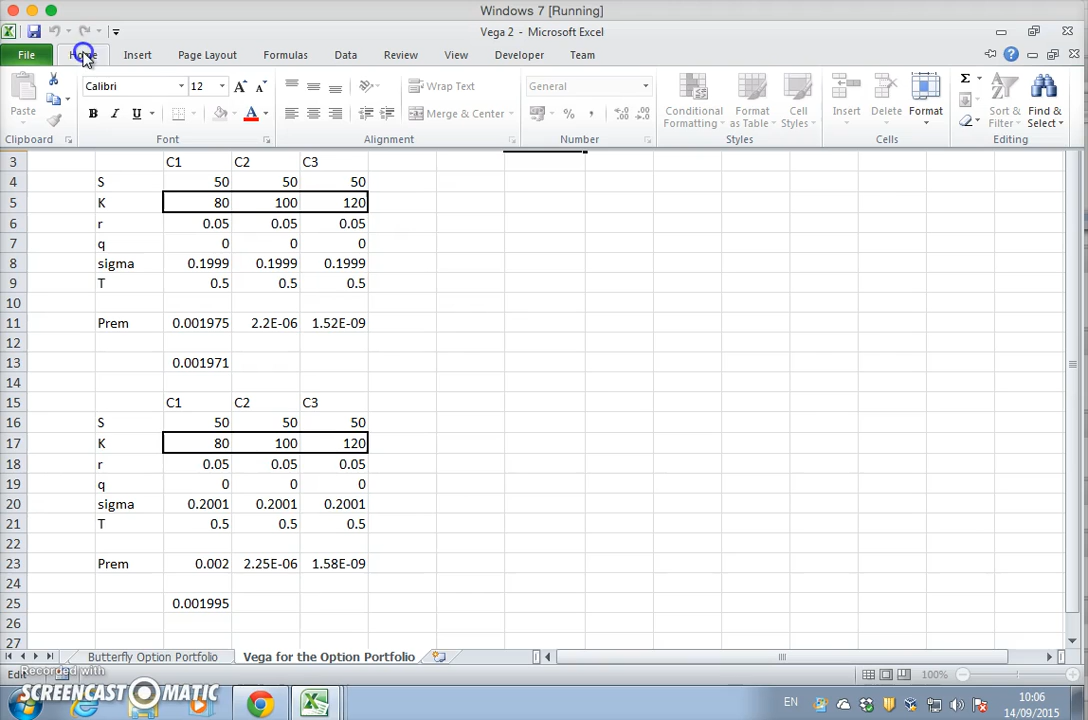 Windows 7 [Running]
Vega 2 - Microsoft Excel
File Home Insert Page Layout Formulas Data Review View Developer Team
Paste Calibri 12 A A Wrap Text General Conditional Formatting Format as Table Cell Styles Insert Delete Format Σ Sort & Filter Find & Select
B I U A Merge & Center % ,
Clipboard Font Alignment Number Styles Cells Editing
3 C1 C2 C3
4 S 50 50 50
5 K 80 100 120
6 r 0.05 0.05 0.05
7 q 0 0 0
8 sigma 0.1999 0.1999 0.1999
9 T 0.5 0.5 0.5
10
11 Prem 0.001975 2.2E-06 1.52E-09
12
13 0.001971
14
15 C1 C2 C3
16 S 50 50 50
17 K 80 100 120
18 r 0.05 0.05 0.05
19 q 0 0 0
20 sigma 0.2001 0.2001 0.2001
21 T 0.5 0.5 0.5
22
23 Prem 0.002 2.25E-06 1.58E-09
24
25 0.001995
26
27
Butterfly Option Portfolio Vega for the Option Portfolio
Edit 100%
Recorded with
SCREENCAST-O-MATIC
EN 10:06
14/09/2015